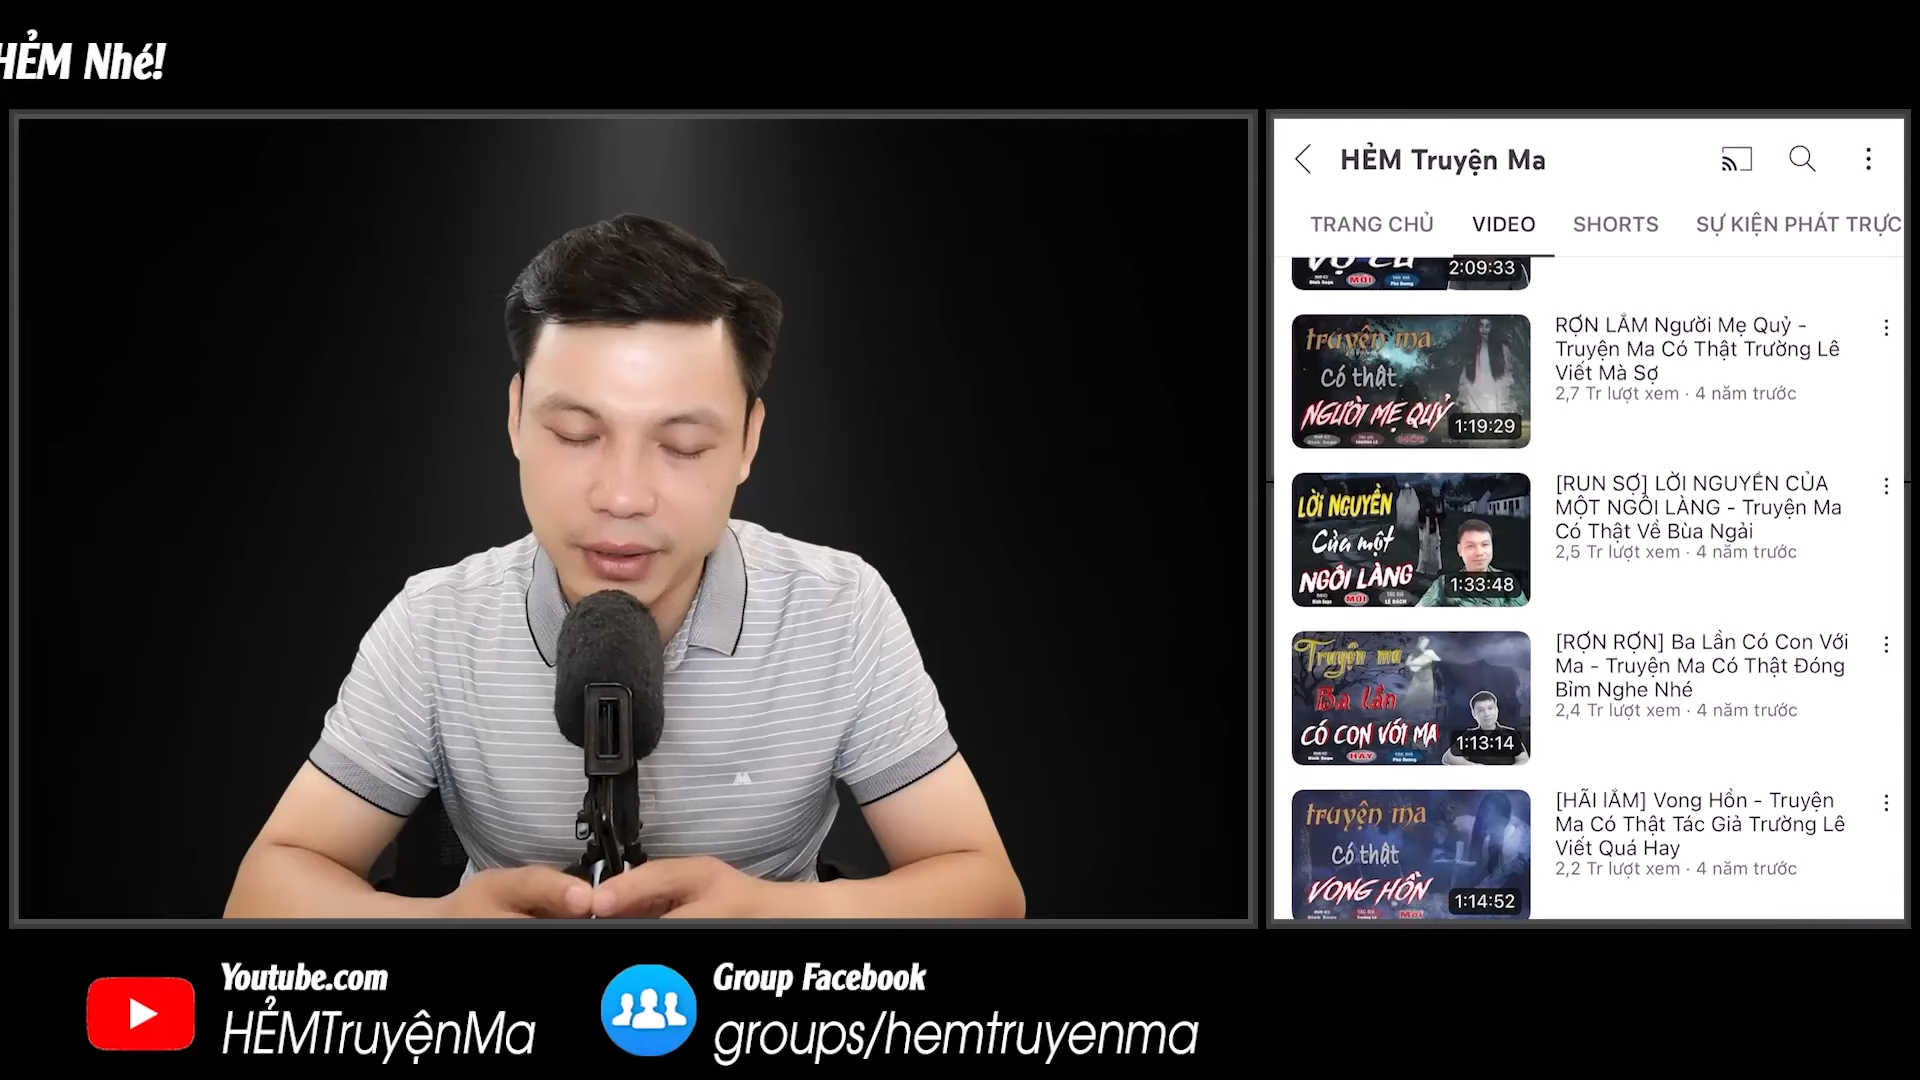 HẺM Nhé!
HẺM Truyện Ma
TRANG CHỦ
VIDEO
SHORTS
SỰ KIỆN PHÁT TRỰC
MỚI
2:09:33
truyện ma
Có thật
NGƯỜI MẸ QUỶ
1:19:29
RỢN LẮM Người Mẹ Quỷ -
Truyện Ma Có Thật Trường Lê
Viết Mà Sợ
2,7 Tr lượt xem · 4 năm trước
LỜI NGUYỀN
Của một
NGÔI LÀNG
MỚI
1:33:48
[RUN SỢ] LỜI NGUYỀN CỦA
MỘT NGÔI LÀNG - Truyện Ma
Có Thật Về Bùa Ngải
2,5 Tr lượt xem · 4 năm trước
Truyện ma
Ba lần
CÓ CON VỚI MA
HAY
1:13:14
[RỢN RỢN] Ba Lần Có Con Với
Ma - Truyện Ma Có Thật Đóng
Bỉm Nghe Nhé
2,4 Tr lượt xem · 4 năm trước
truyện ma
Có thật
VONG HỒN
1:14:52
[HÃI lẮM] Vong Hồn - Truyện
Ma Có Thật Tác Giả Trường Lê
Viết Quá Hay
2,2 Tr lượt xem · 4 năm trước
Youtube.com
HẺMTruyệnMa
Group Facebook
groups/hemtruyenma